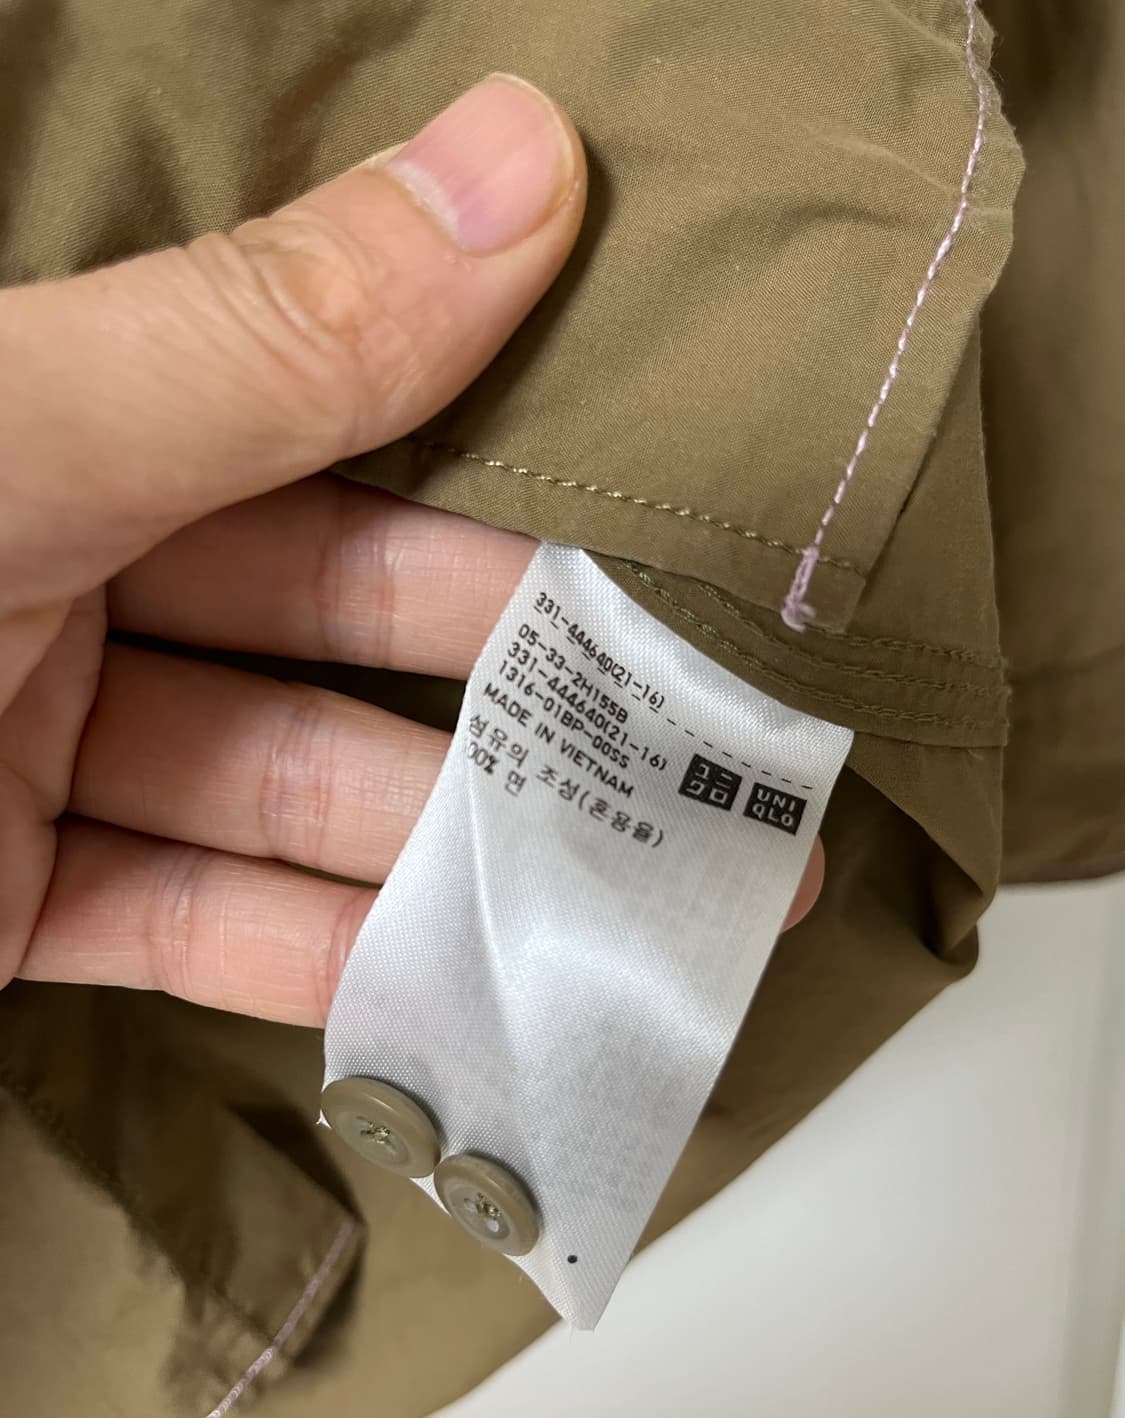 331-444640(21-16)
05-33-2H155B
331-444640(21-16)
1316-01BP-00SS
MADE IN VIETNAM
섬유의 조성(혼용율)
00% 면
ユニ
クロ
UNI
QLO